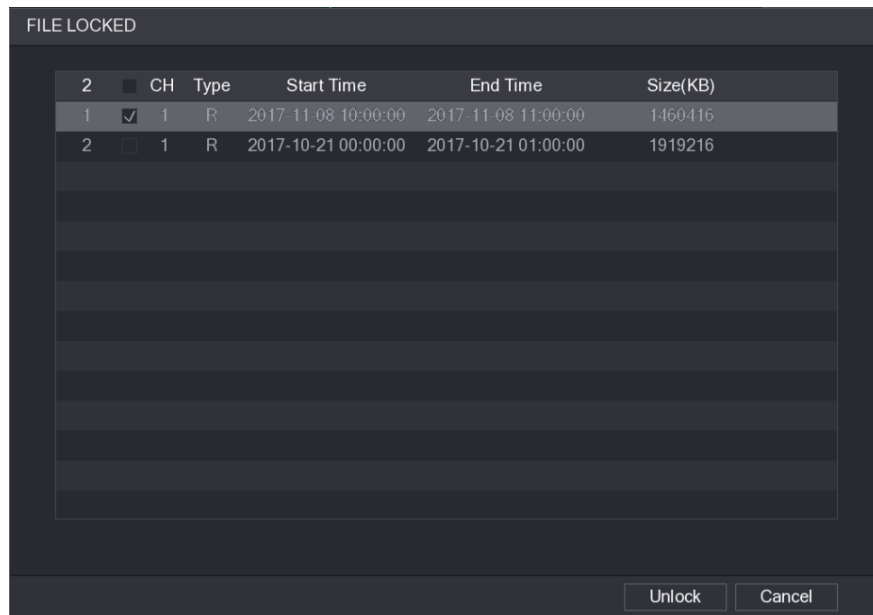 FILE LOCKED
2 CH Type Start Time End Time Size(KB)
1 1 R 2017-11-08 10:00:00 2017-11-08 11:00:00 1460416
2 1 R 2017-10-21 00:00:00 2017-10-21 01:00:00 1919216
Unlock Cancel